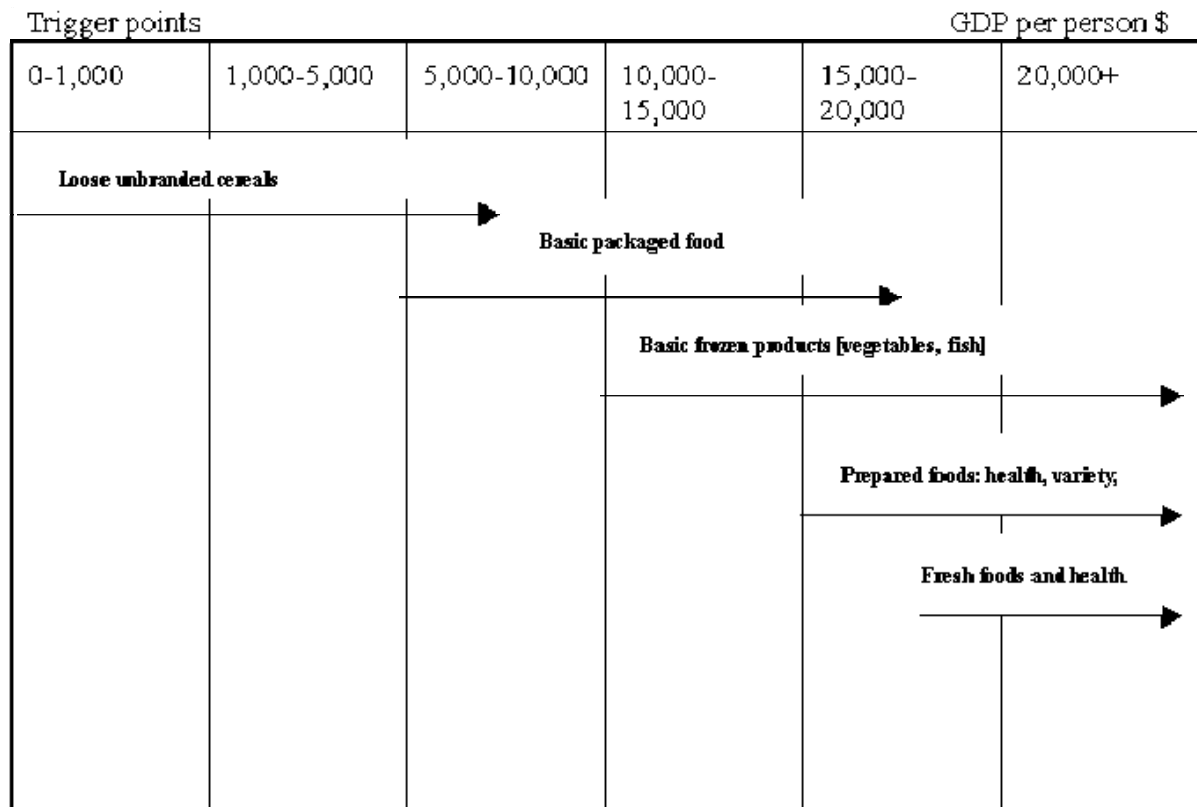 Trigger points GDP per person $
0-1,000 1,000-5,000 5,000-10,000 10,000- 15,000- 20,000+
15,000 20,000
Loose unbranded cereals
Basic packaged food
Basic frozen products [vegetables, fish]
Prepared foods: health, variety,
Fresh foods and health.